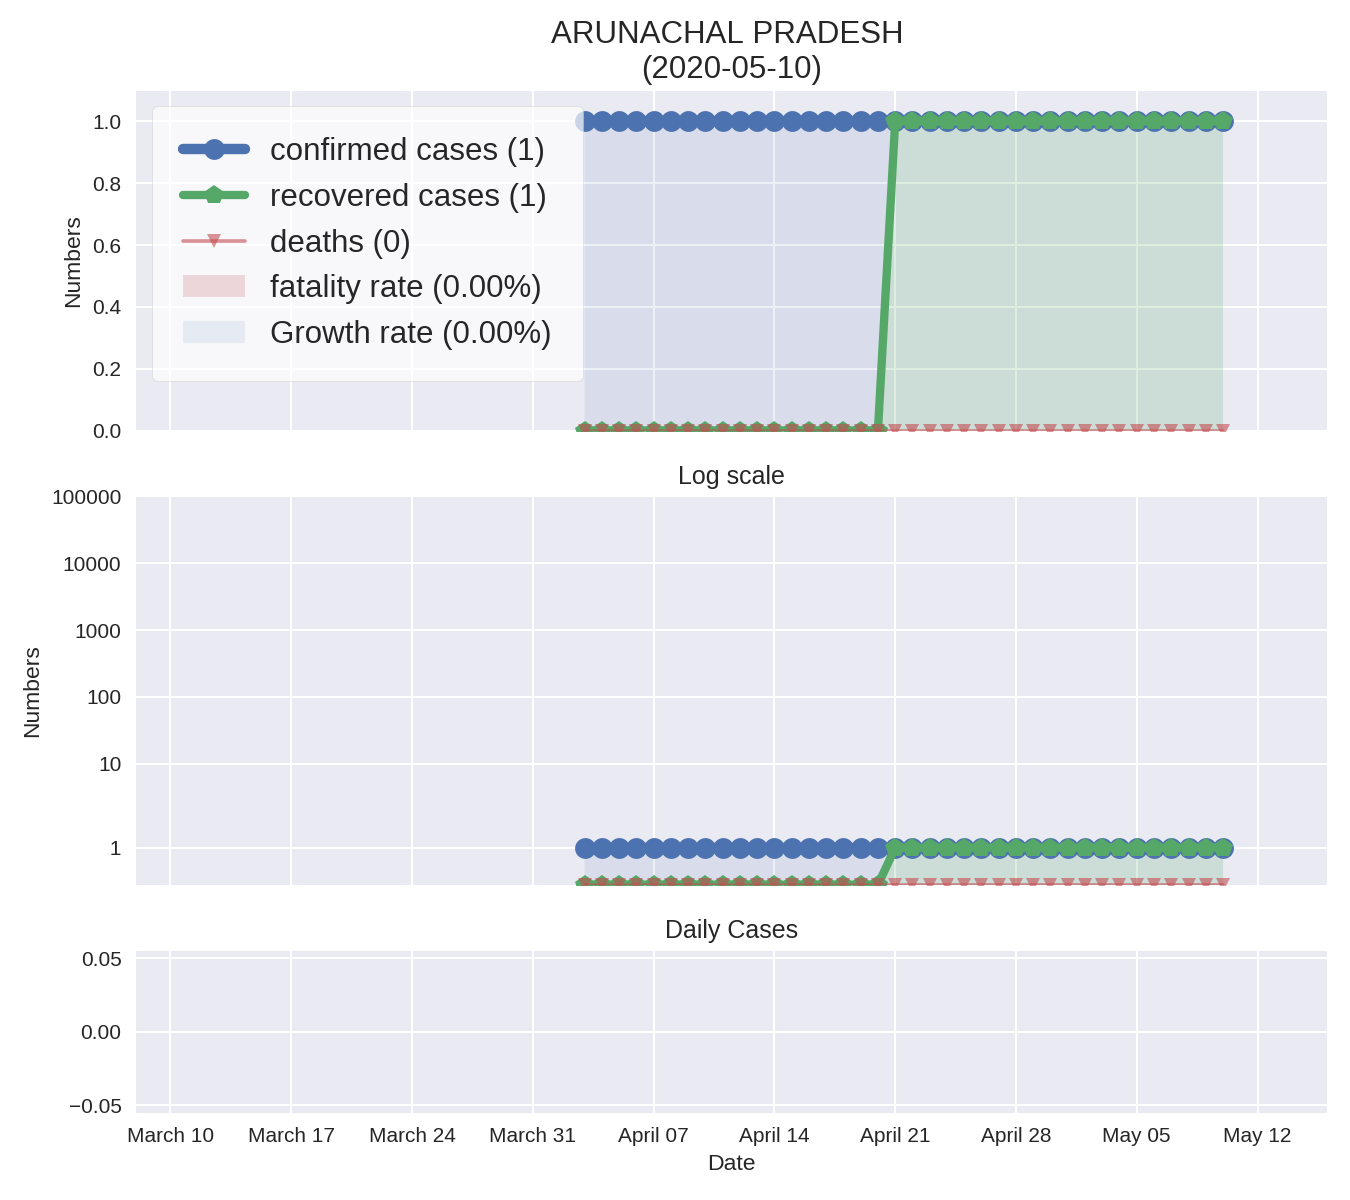 ARUNACHAL PRADESH
(2020-05-10)
1.0
0.8
0.6
0.4
0.2
0.0
Numbers
confirmed cases (1)
recovered cases (1)
deaths (0)
fatality rate (0.00%)
Growth rate (0.00%)
Log scale
100000
10000
1000
100
10
1
Numbers
Daily Cases
0.05
0.00
−0.05
March 10 March 17 March 24 March 31 April 07 April 14 April 21 April 28 May 05 May 12
Date